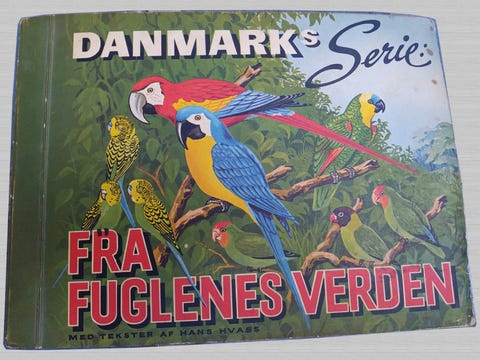 DANMARKs Serie:
FRA
FUGLENES VERDEN
MED TEKSTER AF HANS HVASS